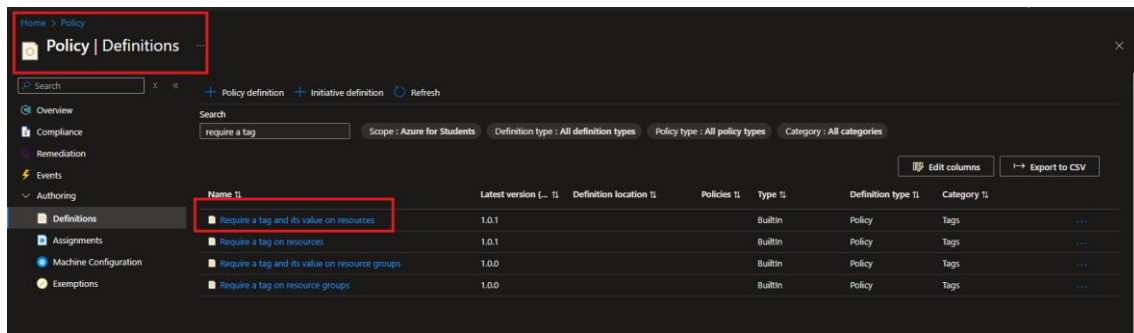 Home > Policy
Policy | Definitions ...
Search
Overview
Compliance
Remediation
Events
Authoring
Definitions
Assignments
Machine Configuration
Exemptions
Policy definition Initiative definition Refresh
Search
require a tag Scope : Azure for Students Definition type : All definition types Policy type : All policy types Category : All categories
Edit columns Export to CSV
Name Latest version (... Definition location Policies Type Definition type Category
Require a tag and its value on resources 1.0.1 BuiltIn Policy Tags ...
Require a tag on resources 1.0.1 BuiltIn Policy Tags ...
Require a tag and its value on resource groups 1.0.0 BuiltIn Policy Tags ...
Require a tag on resource groups 1.0.0 BuiltIn Policy Tags ...